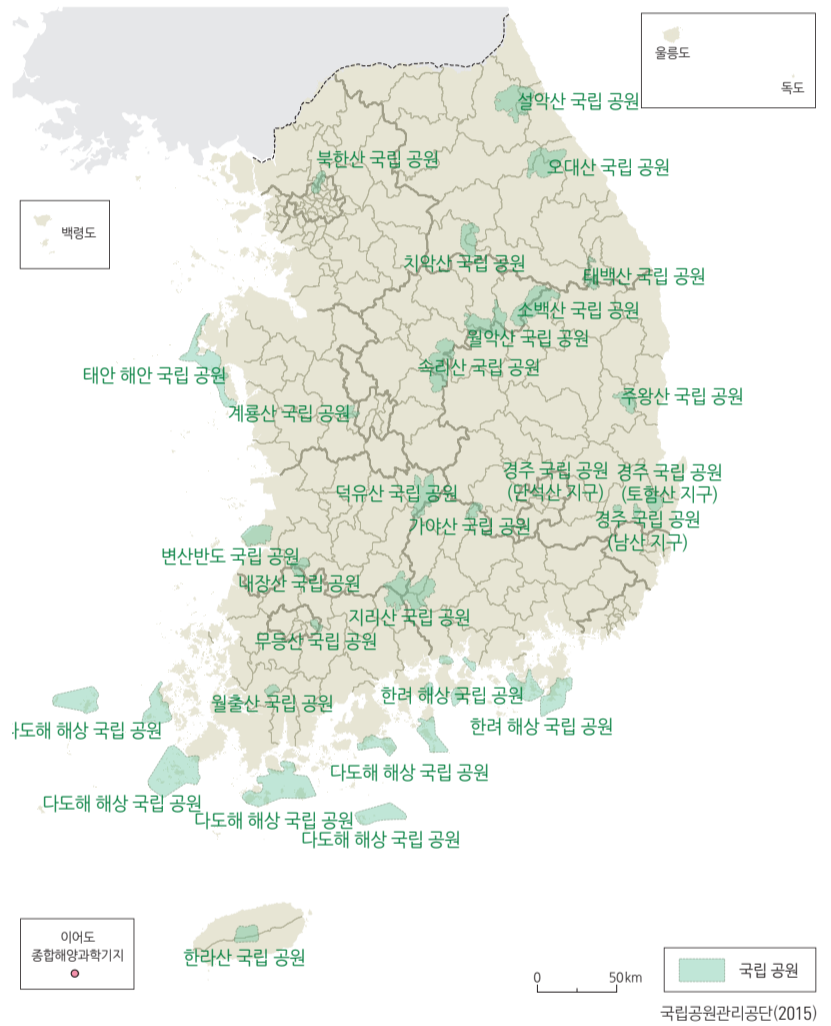 울릉도
독도
설악산 국립 공원
북한산 국립 공원
오대산 국립 공원
백령도
치악산 국립 공원
태백산 국립 공원
소백산 국립 공원
월악산 국립 공원
속리산 국립 공원
태안 해안 국립 공원
주왕산 국립 공원
계룡산 국립 공원
경주 국립 공원
(단석산 지구)
경주 국립 공원
(토함산 지구)
덕유산 국립 공원
가야산 국립 공원
경주 국립 공원
(남산 지구)
변산반도 국립 공원
내장산 국립 공원
지리산 국립 공원
무등산 국립 공원
한려 해상 국립 공원
월출산 국립 공원
한려 해상 국립 공원
다도해 해상 국립 공원
다도해 해상 국립 공원
다도해 해상 국립 공원
다도해 해상 국립 공원
다도해 해상 국립 공원
이어도
종합해양과학기지
한라산 국립 공원
0 50km
국립 공원
국립공원관리공단(2015)